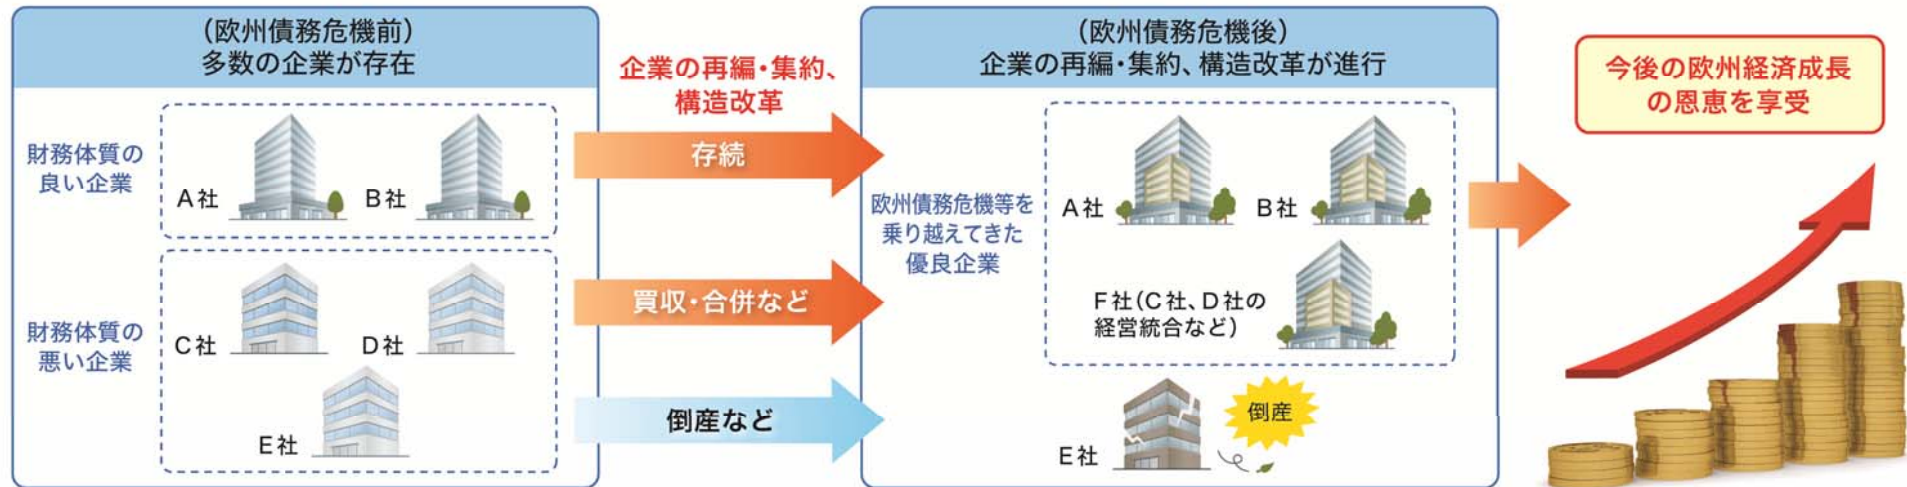 （欧州債務危機前）
多数の企業が存在
財務体質の
良い企業
A社
B社
財務体質の
悪い企業
C社
D社
E社
企業の再編・集約、
構造改革
存続
買収・合併など
倒産など
（欧州債務危機後）
企業の再編・集約、構造改革が進行
欧州債務危機等を
乗り越えてきた
優良企業
A社
B社
F社（C社、D社の
経営統合など）
E社
倒産
今後の欧州経済成長
の恩恵を享受